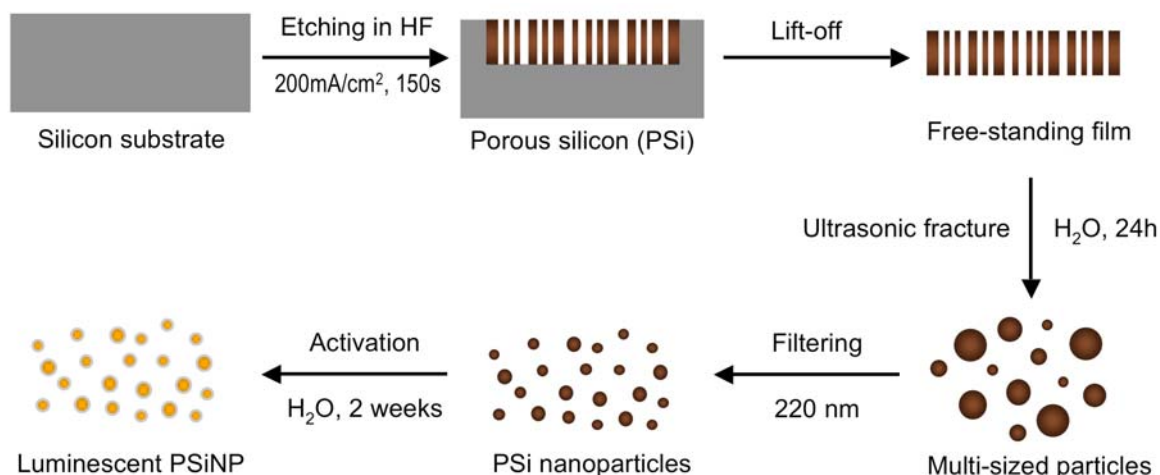 Etching in HF
200mA/cm², 150s
Lift-off
Silicon substrate
Porous silicon (PSi)
Free-standing film
Ultrasonic fracture
H₂O, 24h
Activation
H₂O, 2 weeks
Filtering
220 nm
Luminescent PSiNP
PSi nanoparticles
Multi-sized particles